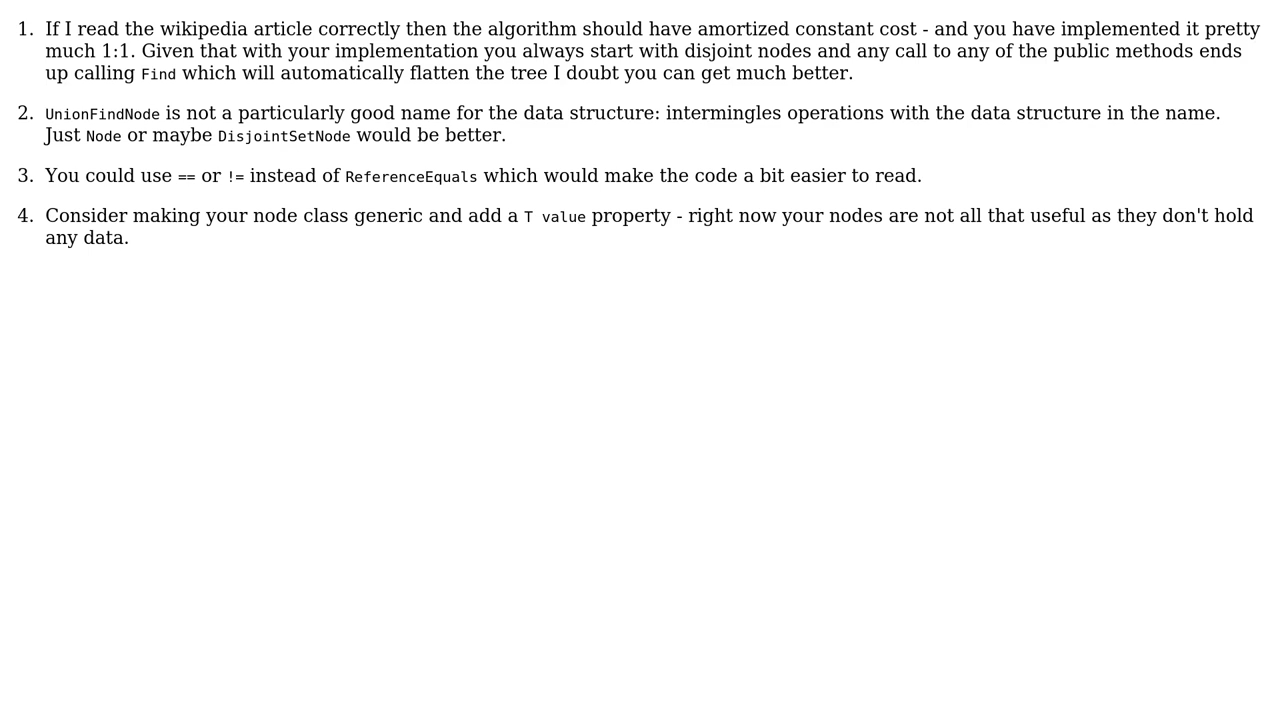 1. If I read the wikipedia article correctly then the algorithm should have amortized constant cost - and you have implemented it pretty
much 1:1. Given that with your implementation you always start with disjoint nodes and any call to any of the public methods ends
up calling Find which will automatically flatten the tree I doubt you can get much better.
2. UnionFindNode is not a particularly good name for the data structure: intermingles operations with the data structure in the name.
Just Node or maybe DisjointSetNode would be better.
3. You could use == or != instead of ReferenceEquals which would make the code a bit easier to read.
4. Consider making your node class generic and add a T value property - right now your nodes are not all that useful as they don't hold
any data.